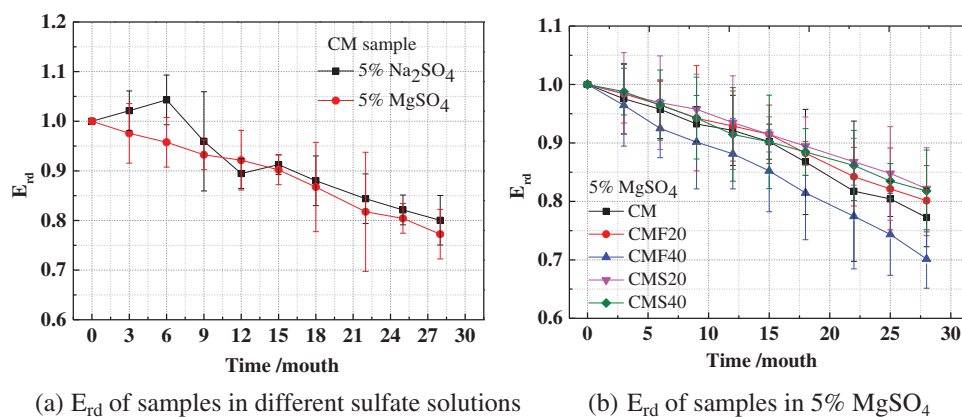 1.2
1.1
1.0
0.9
0.8
0.7
0.6
E_rd
CM sample
5% Na₂SO₄
5% MgSO₄
0 3 6 9 12 15 18 21 24 27 30
Time /mouth
(a) E_rd of samples in different sulfate solutions
1.0
0.9
0.8
0.7
0.6
E_rd
5% MgSO₄
CM
CMF20
CMF40
CMS20
CMS40
0 5 10 15 20 25 30
Time /mouth
(b) E_rd of samples in 5% MgSO₄